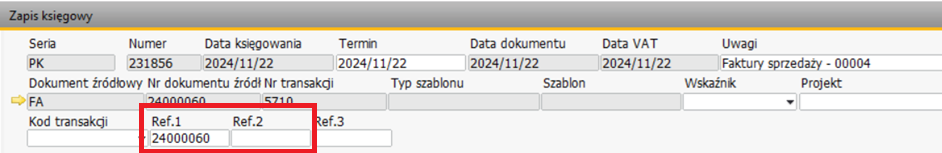 Zapis księgowy
Seria Numer Data księgowania Termin Data dokumentu Data VAT Uwagi
PK 231856 2024/11/22 2024/11/22 2024/11/22 2024/11/22 Faktury sprzedaży - 00004
Dokument źródłowy Nr dokumentu źródł Nr transakcji Typ szablonu Szablon Wskaźnik Projekt
FA 24000060 5710
Kod transakcji Ref.1 Ref.2 Ref.3
24000060